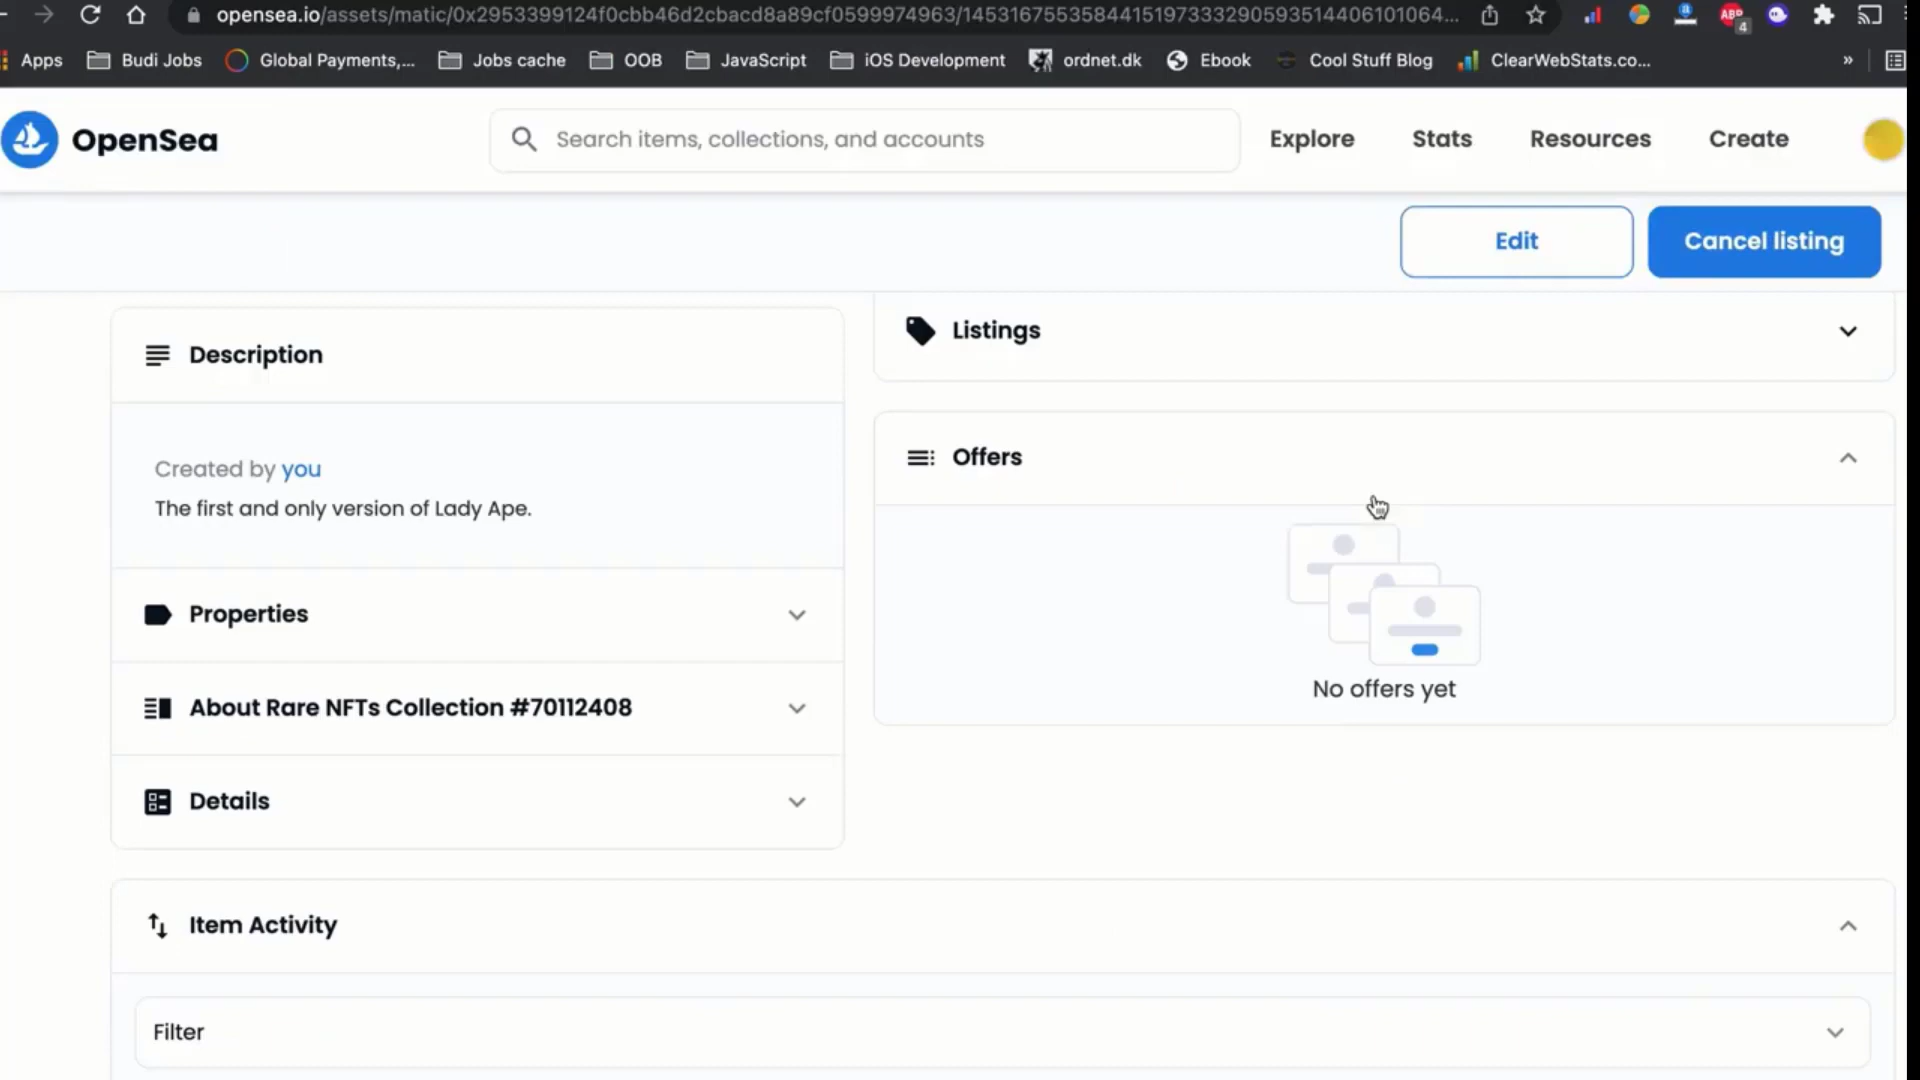 opensea.io/assets/matic/0x2953399124f0cbb46d2cbacd8a89cf0599974963/1453167553584415197333290593514406101064...
ABP
4
a
Apps
Budi Jobs
Global Payments,...
Jobs cache
OOB
JavaScript
iOS Development
ordnet.dk
Ebook
Cool Stuff Blog
ClearWebStats.co...
»
OpenSea
Search items, collections, and accounts
Explore
Stats
Resources
Create
Edit
Cancel listing
Description
Created by you
The first and only version of Lady Ape.
Properties
About Rare NFTs Collection #70112408
Details
Listings
Offers
No offers yet
Item Activity
Filter